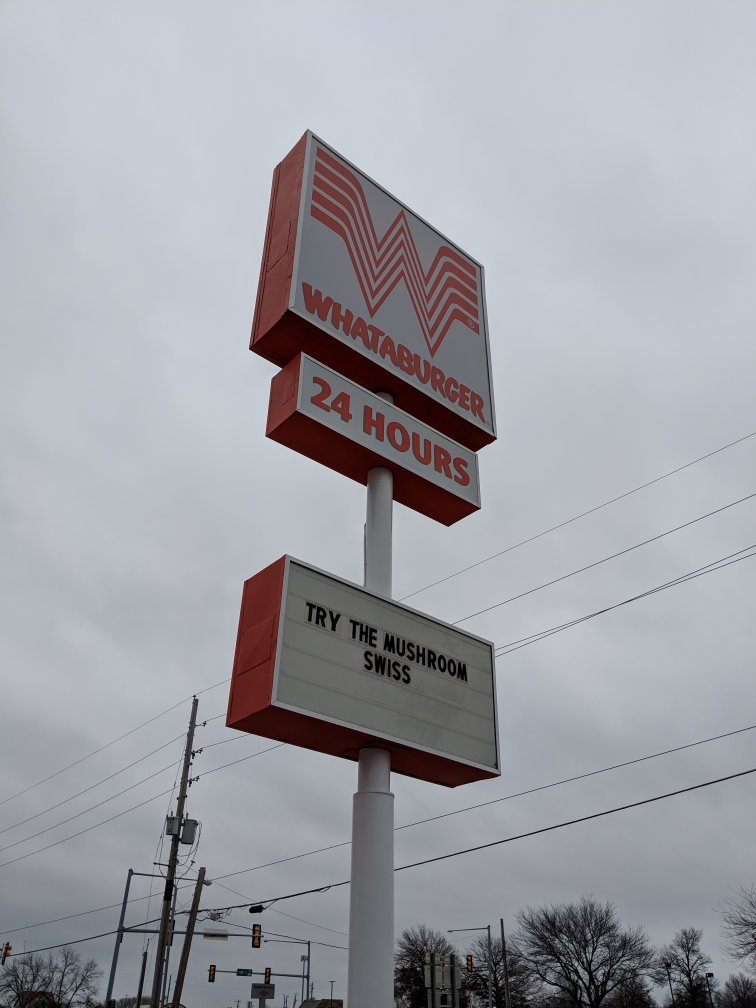 WHATABURGER
24 HOURS
TRY THE MUSHROOM
SWISS